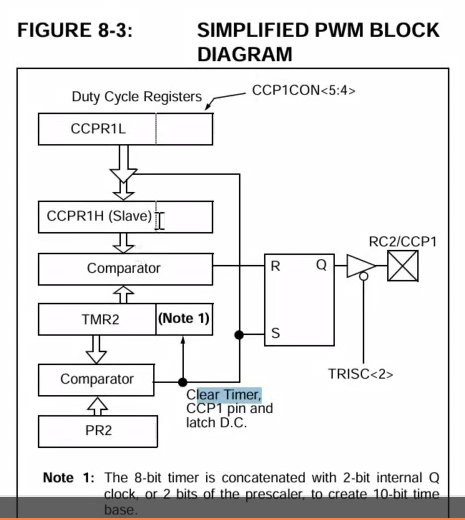 FIGURE 8-3: SIMPLIFIED PWM BLOCK
DIAGRAM
Duty Cycle Registers
CCP1CON<5:4>
CCPR1L
CCPR1H (Slave)
Comparator
R Q
RC2/CCP1
TMR2 (Note 1)
S
TRISC<2>
Comparator
Clear Timer,
CCP1 pin and
latch D.C.
PR2
Note 1: The 8-bit timer is concatenated with 2-bit internal Q
clock, or 2 bits of the prescaler, to create 10-bit time
base.